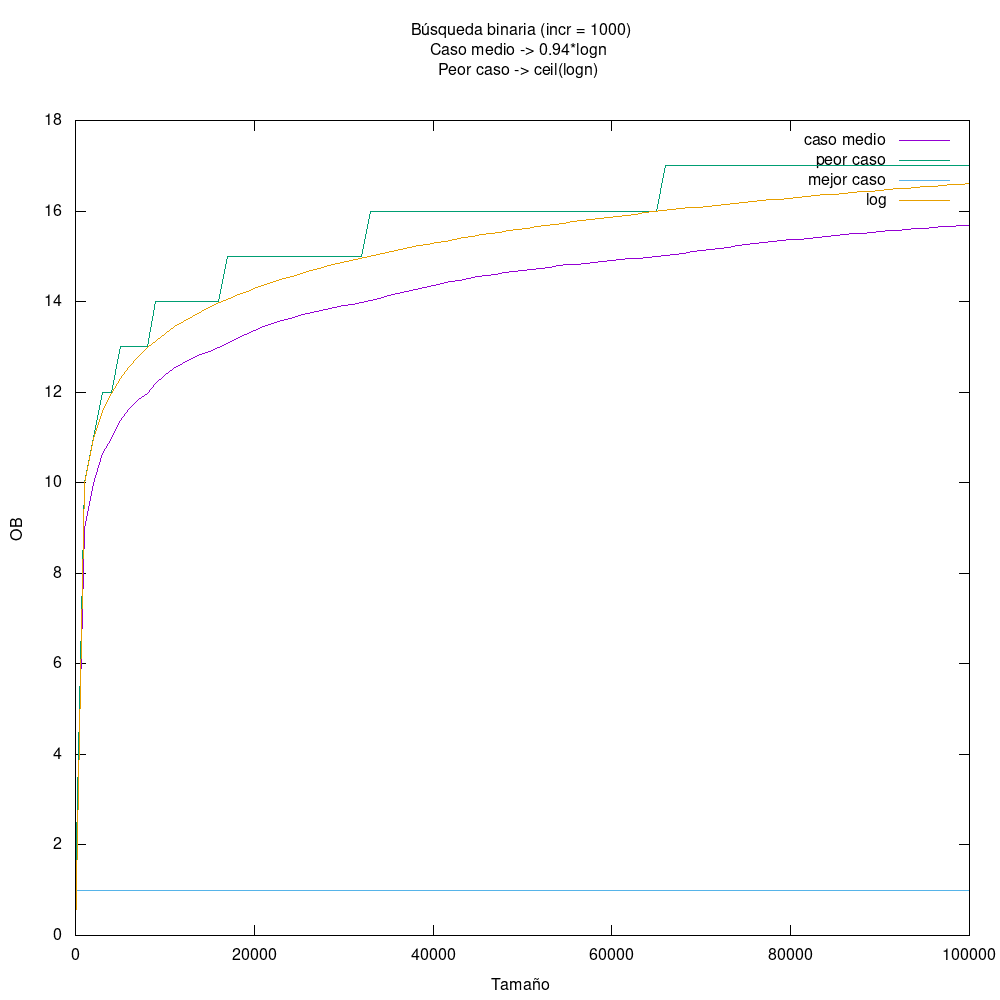 Búsqueda binaria (incr = 1000)
Caso medio -> 0.94*logn
Peor caso -> ceil(logn)
18
16
14
12
10
8
6
4
2
0
OB
caso medio
peor caso
mejor caso
log
0 20000 40000 60000 80000 100000
Tamaño